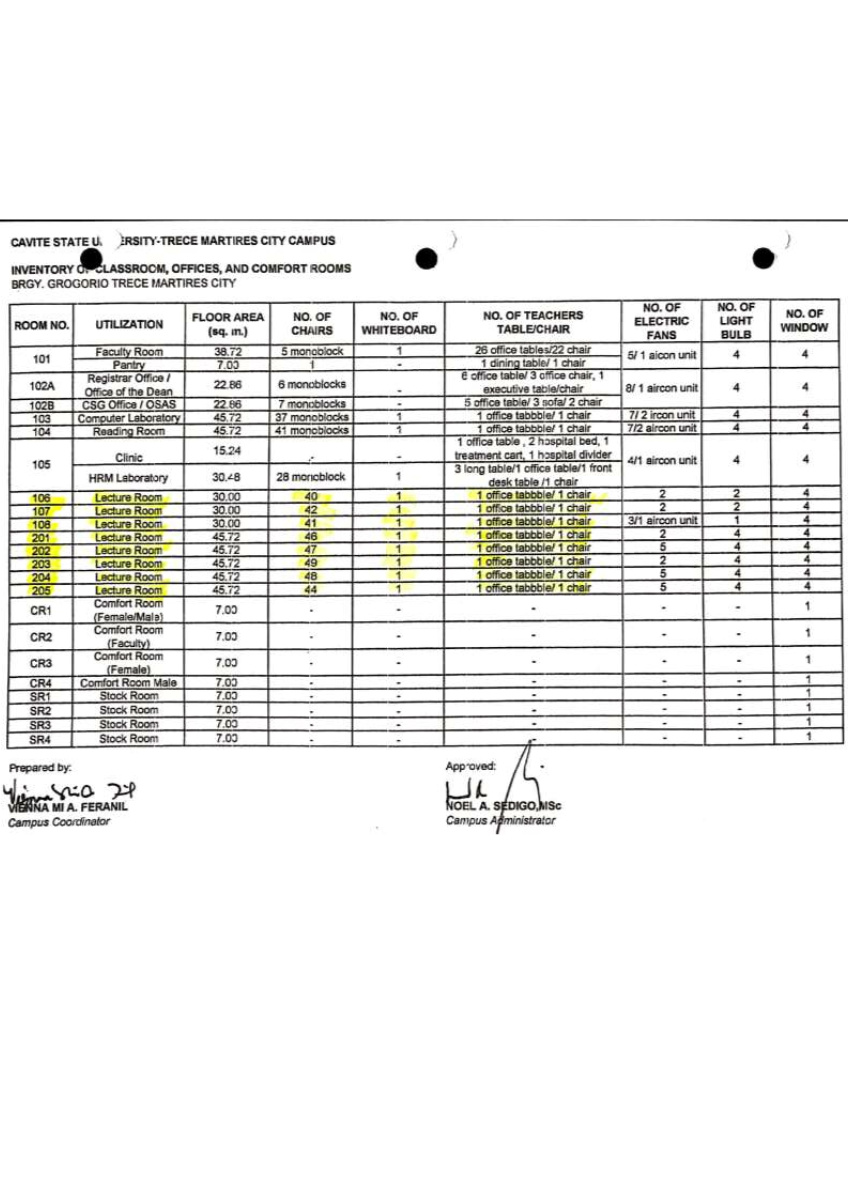 CAVITE STATE U ERSITY-TRECE MARTIRES CITY CAMPUS
INVENTORY OF CLASSROOM, OFFICES, AND COMFORT ROOMS
BRGY. GROGORIO TRECE MARTIRES CITY
ROOM NO. UTILIZATION FLOOR AREA (sq. m.) NO. OF CHAIRS NO. OF WHITEBOARD NO. OF TEACHERS TABLE/CHAIR NO. OF ELECTRIC FANS NO. OF LIGHT BULB NO. OF WINDOW
101 Faculty Room 38.72 5 monoblock 1 26 office tables/22 chair 5/ 1 aicon unit 4 4
Pantry 7.00 1 - 1 dining table/ 1 chair
102A Registrar Office / Office of the Dean 22.86 6 monoblocks - 6 office table/ 3 office chair, 1 executive table/chair 8/ 1 aircon unit 4 4
102B CSG Office / OSAS 22.86 7 monoblocks - 5 office table/ 3 sofa/ 2 chair
103 Computer Laboratory 45.72 37 monoblocks 1 1 office tabbble/ 1 chair 7/ 2 ircon unit 4 4
104 Reading Room 45.72 41 monoblocks 1 1 office tabbble/ 1 chair 7/2 aircon unit 4 4
105 Clinic 15.24 - - 1 office table , 2 hospital bed, 1 treatment cart, 1 hospital divider 4/1 aircon unit 4 4
HRM Laboratory 30.48 28 monoblock 1 3 long table/1 office table/1 front desk table /1 chair
106 Lecture Room 30.00 40 1 1 office tabbble/ 1 chair 2 2 4
107 Lecture Room 30.00 42 1 1 office tabbble/ 1 chair 2 2 4
108 Lecture Room 30.00 41 1 1 office tabbble/ 1 chair 3/1 aircon unit 1 4
201 Lecture Room 45.72 46 1 1 office tabbble/ 1 chair 2 4 4
202 Lecture Room 45.72 47 1 1 office tabbble/ 1 chair 5 4 4
203 Lecture Room 45.72 49 1 1 office tabbble/ 1 chair 2 4 4
204 Lecture Room 45.72 48 1 1 office tabbble/ 1 chair 5 4 4
205 Lecture Room 45.72 44 1 1 office tabbble/ 1 chair 5 4 4
CR1 Comfort Room (Female/Male) 7.00 - - - - - 1
CR2 Comfort Room (Faculty) 7.00 - - - - - 1
CR3 Comfort Room (Female) 7.00 - - - - - 1
CR4 Comfort Room Male 7.00 - - - - - 1
SR1 Stock Room 7.00 - - - - - 1
SR2 Stock Room 7.00 - - - - - 1
SR3 Stock Room 7.00 - - - - - 1
SR4 Stock Room 7.00 - - - - - 1
Prepared by: Approved:
VIENNA MI A. FERANIL NOEL A. SEDIGO,MSc
Campus Coordinator Campus Administrator